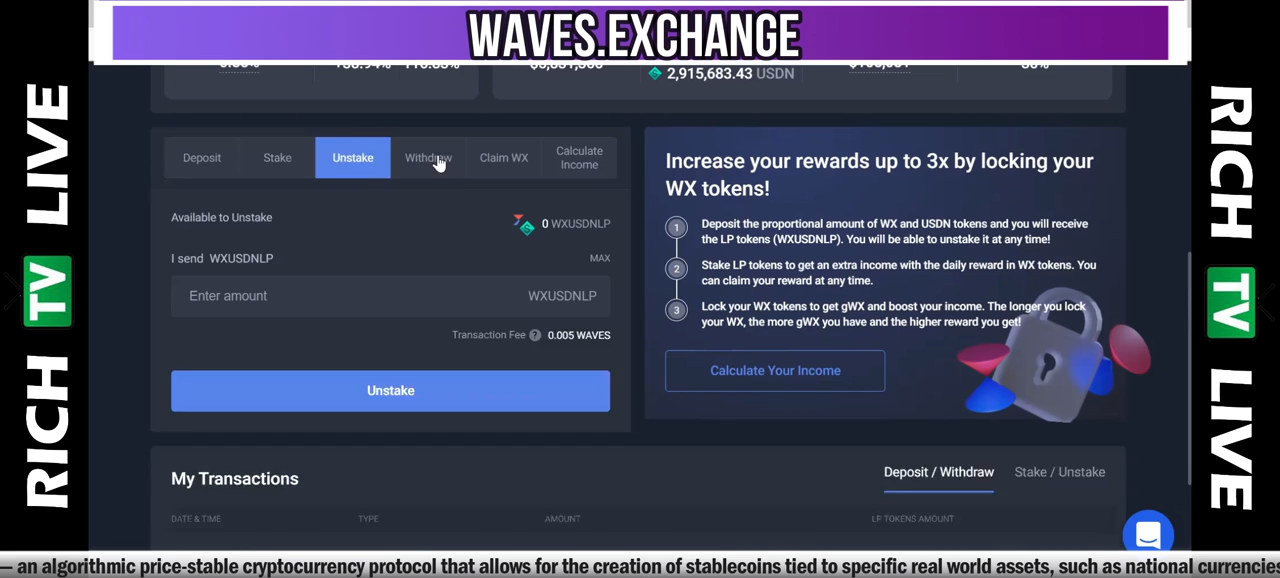 WAVES.EXCHANGE
2,915,683.43 USDN
Deposit
Stake
Unstake
Withdraw
Claim WX
Calculate
Income
Available to Unstake
0 WXUSDNLP
I send WXUSDNLP
MAX
Enter amount
WXUSDNLP
Transaction Fee ? 0.005 WAVES
Unstake
Increase your rewards up to 3x by locking your
WX tokens!
1 Deposit the proportional amount of WX and USDN tokens and you will receive
the LP tokens (WXUSDNLP). You will be able to unstake it at any time!
2 Stake LP tokens to get an extra income with the daily reward in WX tokens. You
can claim your reward at any time.
3 Lock your WX tokens to get gWX and boost your income. The longer you lock
your WX, the more gWX you have and the higher reward you get!
Calculate Your Income
My Transactions
Deposit / Withdraw
Stake / Unstake
DATE & TIME
TYPE
AMOUNT
LP TOKENS AMOUNT
RICH TV LIVE
RICH TV LIVE
— an algorithmic price-stable cryptocurrency protocol that allows for the creation of stablecoins tied to specific real world assets, such as national currencies